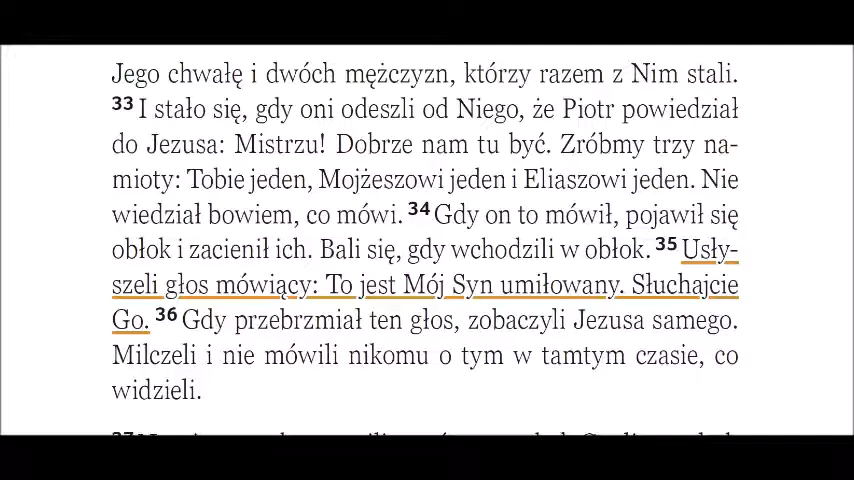 Jego chwałę i dwóch mężczyzn, którzy razem z Nim stali.
33 I stało się, gdy oni odeszli od Niego, że Piotr powiedział
do Jezusa: Mistrzu! Dobrze nam tu być. Zróbmy trzy na-
mioty: Tobie jeden, Mojżeszowi jeden i Eliaszowi jeden. Nie
wiedział bowiem, co mówi. 34 Gdy on to mówił, pojawił się
obłok i zacienił ich. Bali się, gdy wchodzili w obłok. 35 Usły-
szeli głos mówiący: To jest Mój Syn umiłowany. Słuchajcie
Go. 36 Gdy przebrzmiał ten głos, zobaczyli Jezusa samego.
Milczeli i nie mówili nikomu o tym w tamtym czasie, co
widzieli.